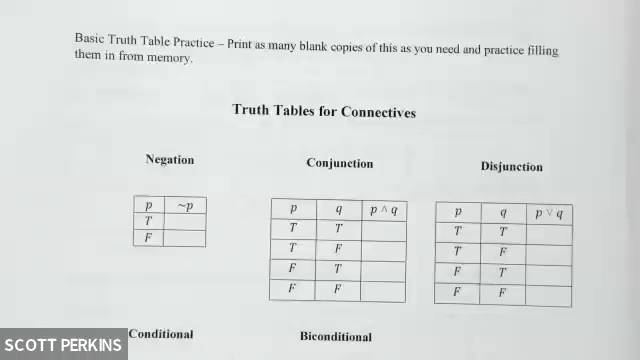 Basic Truth Table Practice – Print as many blank copies of this as you need and practice filling
them in from memory.
Truth Tables for Connectives
Negation
p ~p
T
F
Conjunction
p q p ∧ q
T T
T F
F T
F F
Disjunction
p q p ∨ q
T T
T F
F T
F F
Conditional
Biconditional
SCOTT PERKINS